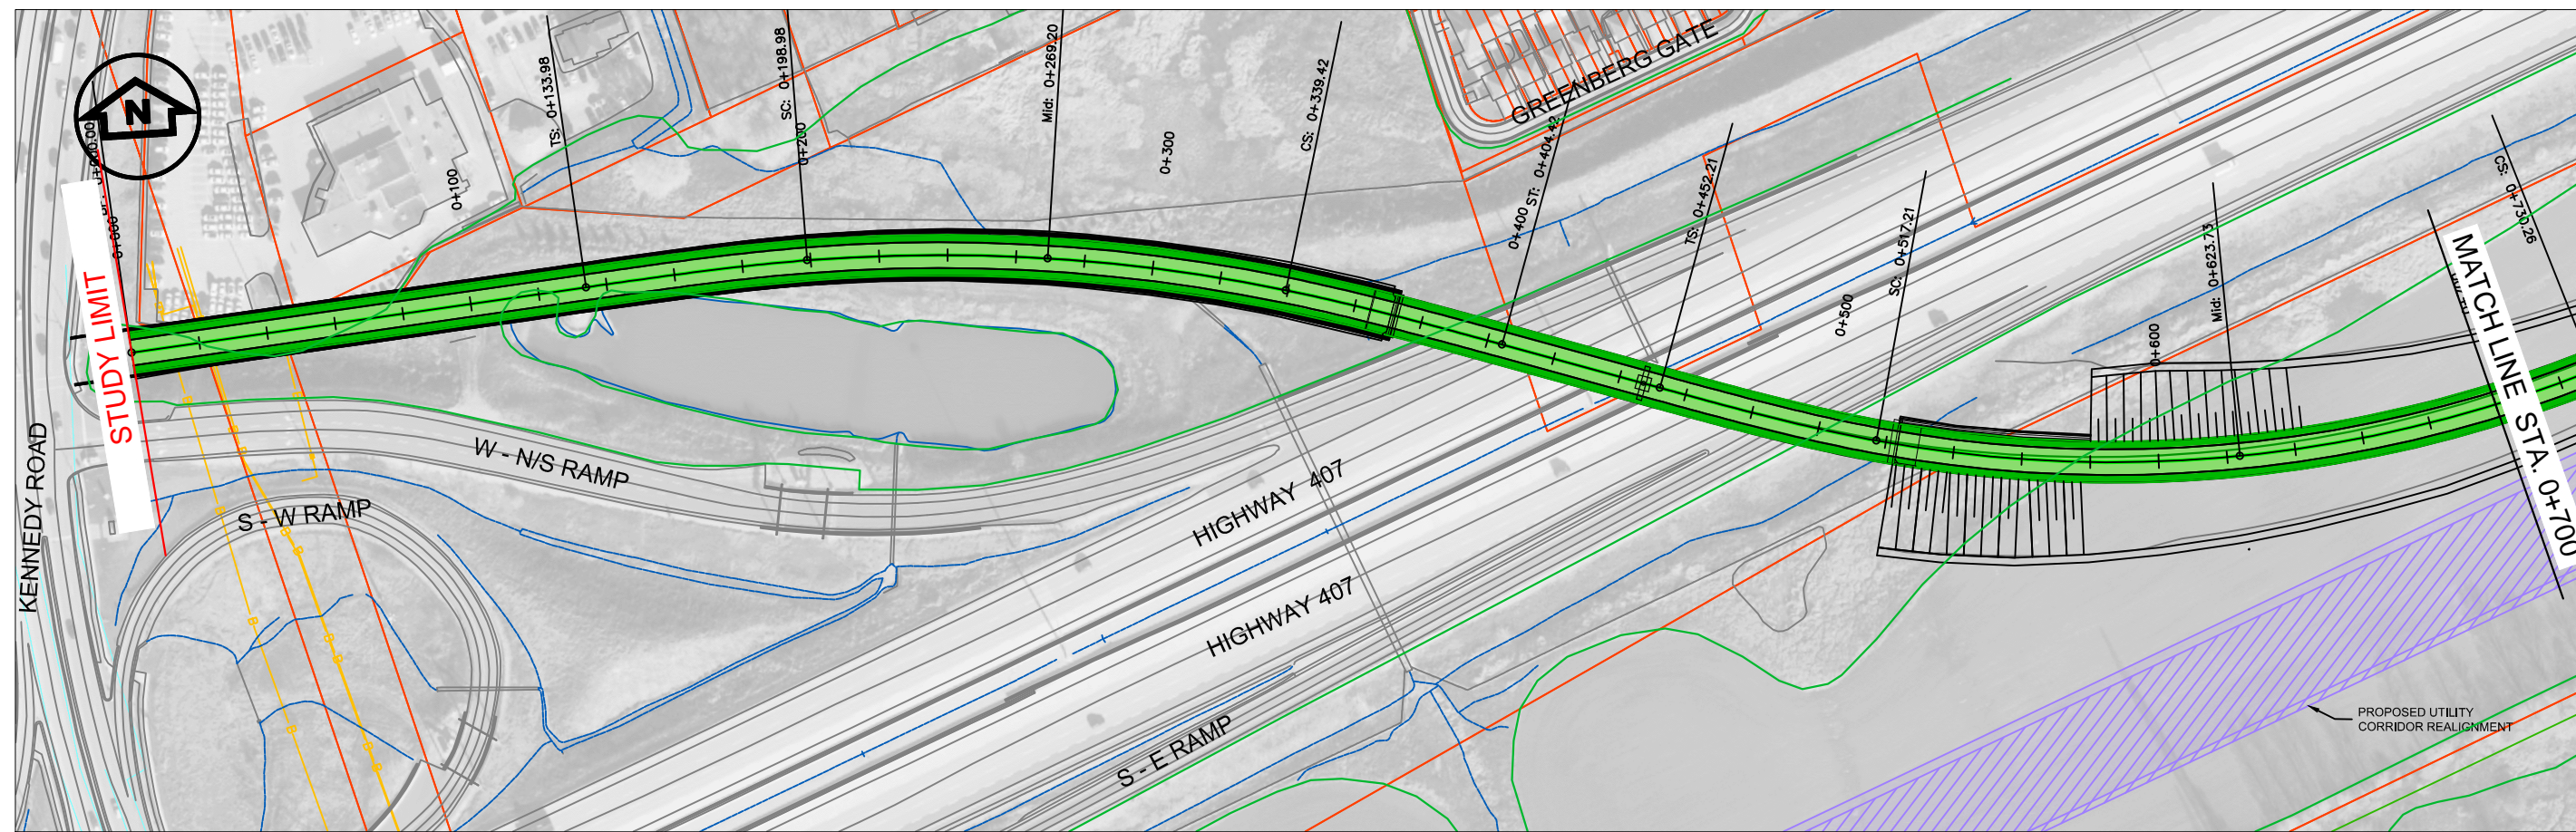 N
STUDY LIMIT
KENNEDY ROAD
0+000
0+100
TS: 0+133.98
SC: 0+198.98
0+200
Mid: 0+269.20
0+300
CS: 0+339.42
GREENBERG GATE
0+400
ST: 0+404.42
TS: 0+452.21
0+500
SC: 0+517.21
0+600
Mid: 0+623.73
CS: 0+730.26
MATCH LINE STA. 0+700
W - N/S RAMP
S - W RAMP
HIGHWAY 407
HIGHWAY 407
S - E RAMP
PROPOSED UTILITY
CORRIDOR REALIGNMENT
B
B
B
B
B
B
B
B